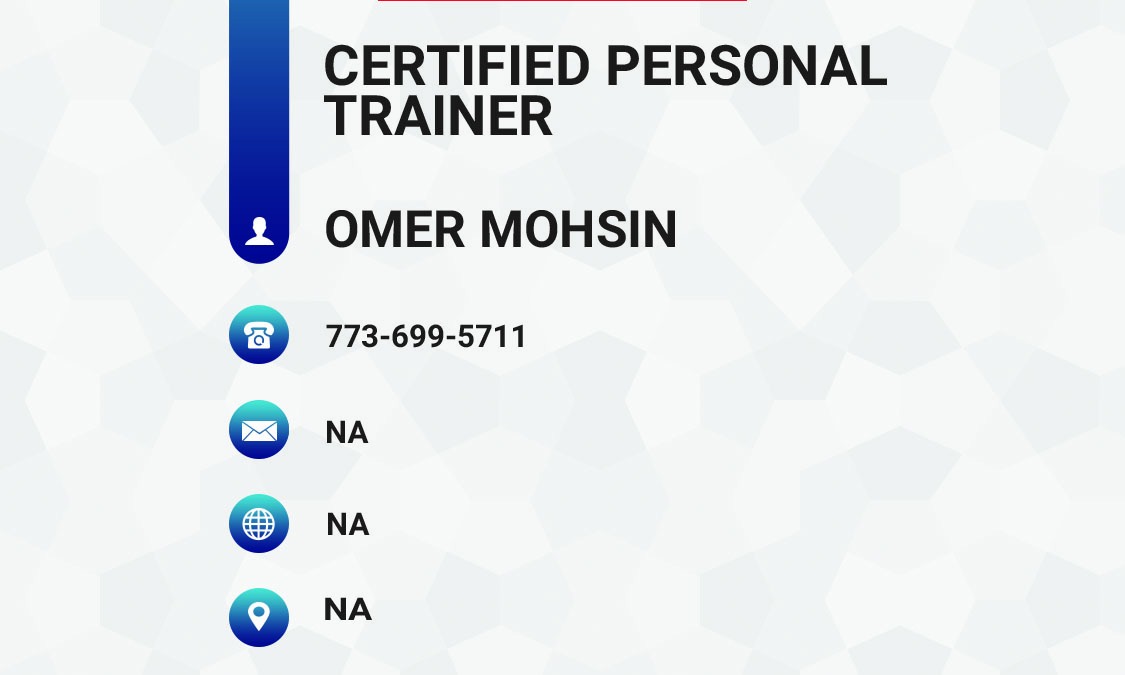 CERTIFIED PERSONAL
TRAINER
OMER MOHSIN
773-699-5711
NA
NA
NA